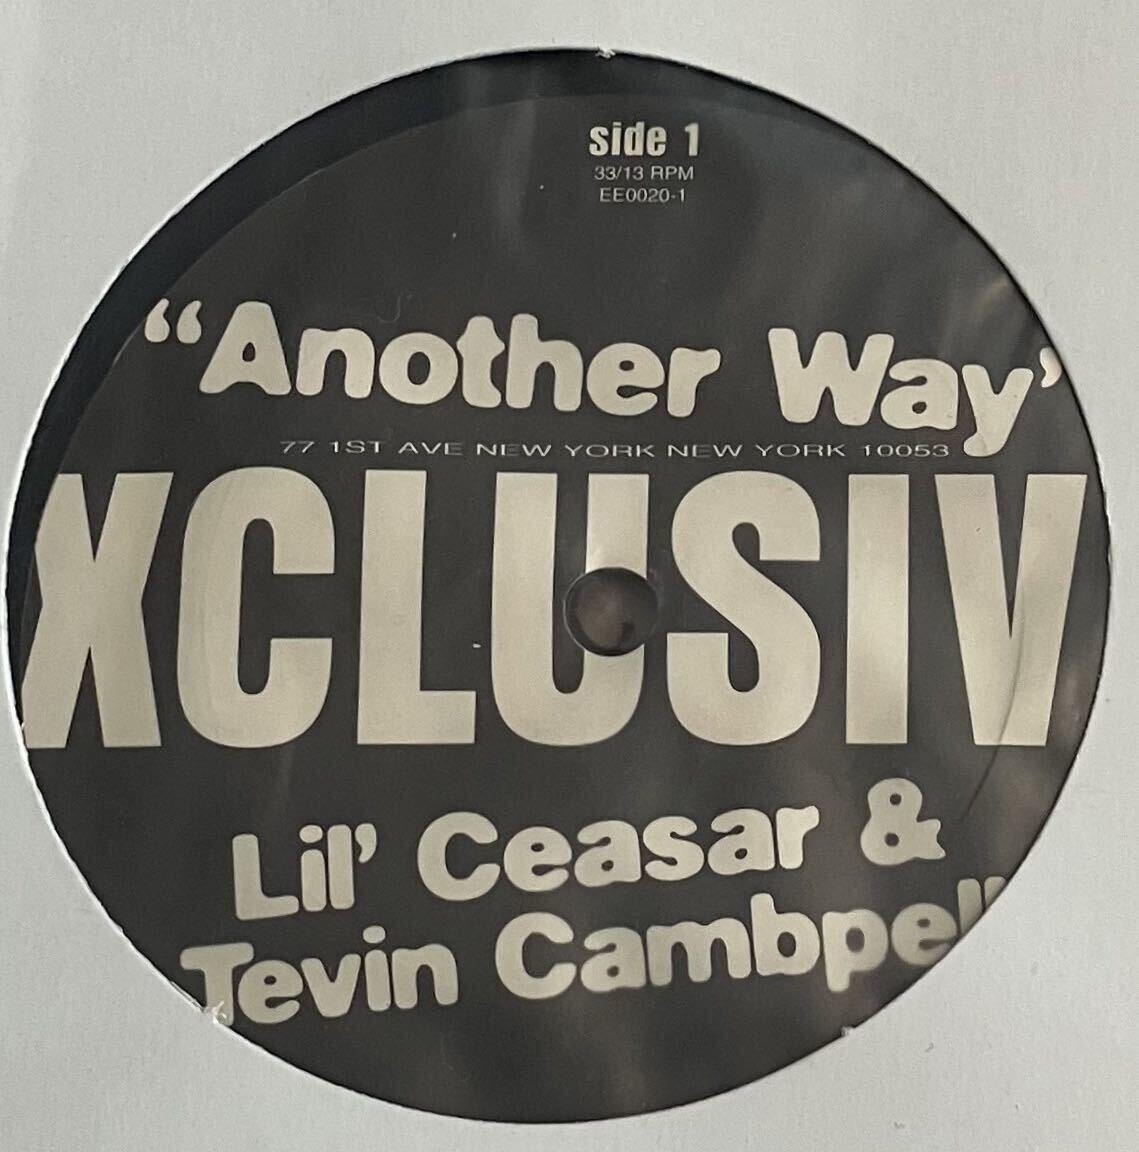 side 1
33/13 RPM
EE0020-1
“Another Way’
77 1ST AVE NEW YORK NEW YORK 10053
XCLUSIV
Lil’ Ceasar &
Tevin Cambpell